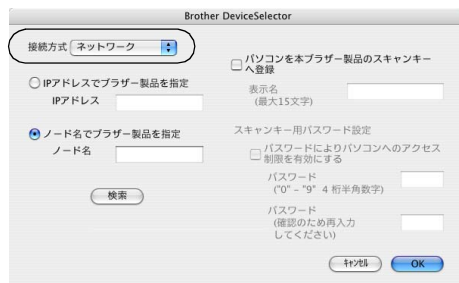 Brother DeviceSelector
接続方式 ネットワーク
IPアドレスでブラザー製品を指定
IPアドレス
ノード名でブラザー製品を指定
ノード名
検索
パソコンを本ブラザー製品のスキャンキー
へ登録
表示名
(最大15文字)
スキャンキー用パスワード設定
パスワードによりパソコンへのアクセス
制限を有効にする
パスワード
("0" – "9" 4 桁半角数字)
パスワード
(確認のため再入力
してください)
キャンセル
OK